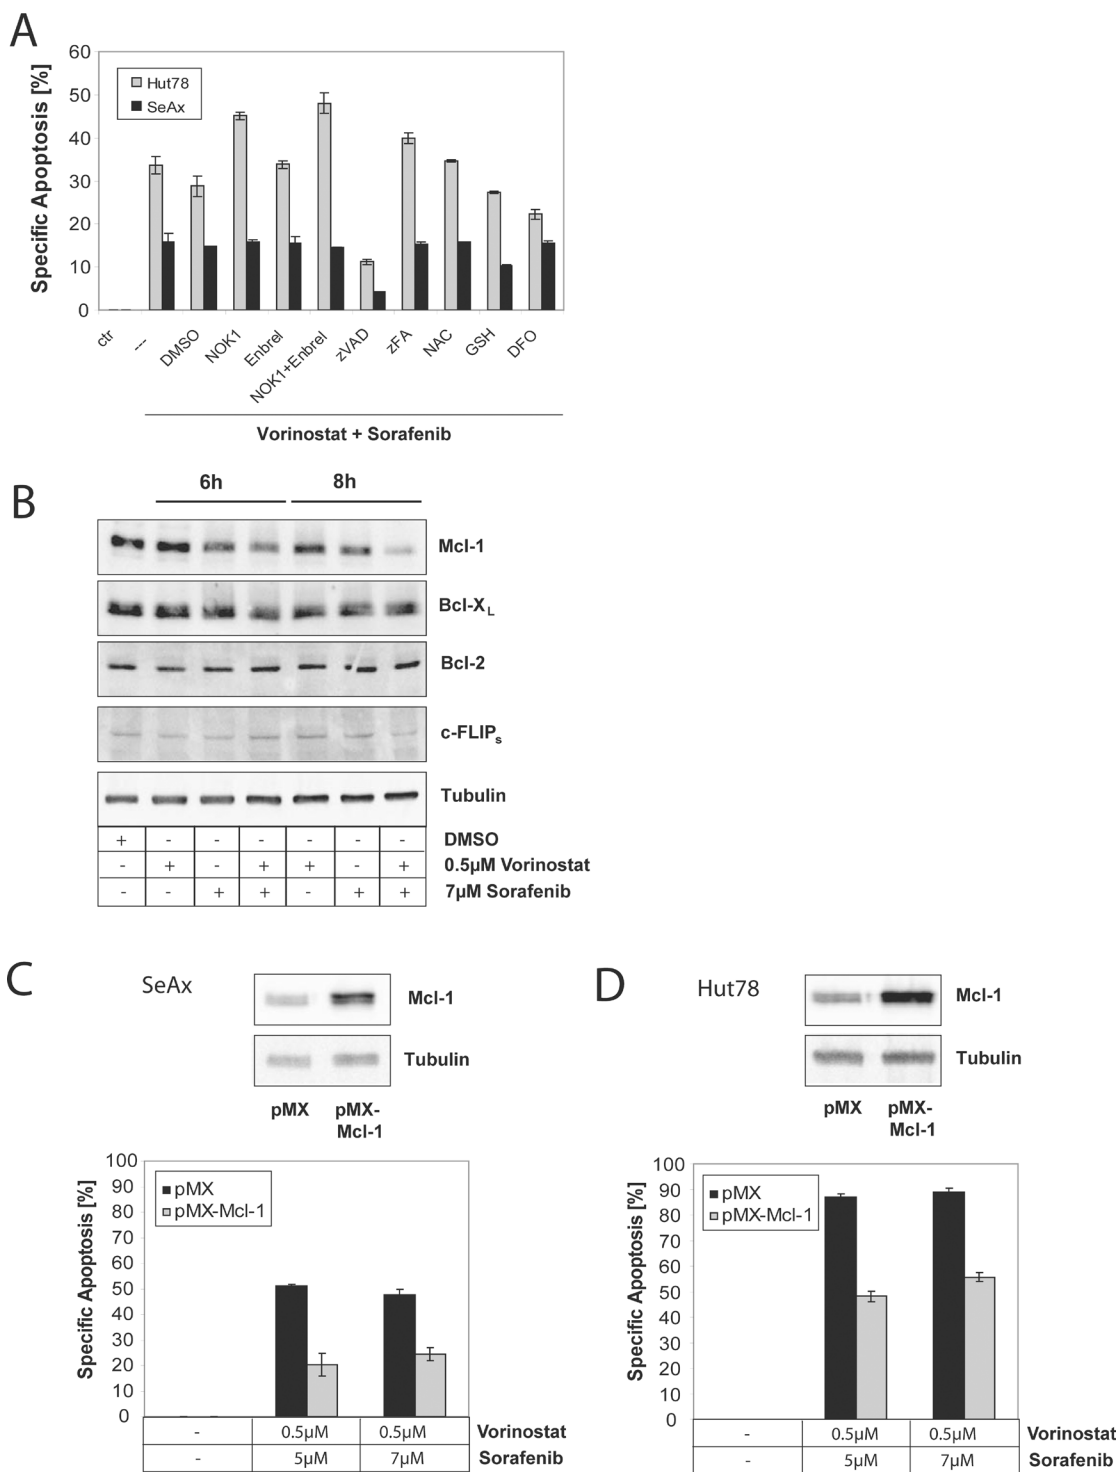 A
60
50
40
30
20
10
0
Specific Apoptosis [%]
Hut78
SeAx
ctr
---
DMSO
NOK1
Enbrel
NOK1+Enbrel
zVAD
zFA
NAC
GSH
DFO
Vorinostat + Sorafenib
B
6h 8h
Mcl-1
Bcl-XL
Bcl-2
c-FLIPs
Tubulin
+ - - - - - - DMSO
- + - + + - + 0.5µM Vorinostat
- - + + - + + 7µM Sorafenib
C
SeAx
Mcl-1
Tubulin
pMX pMX-
Mcl-1
100
90
80
70
60
50
40
30
20
10
0
Specific Apoptosis [%]
pMX
pMX-Mcl-1
- 0.5µM 0.5µM Vorinostat
- 5µM 7µM Sorafenib
D
Hut78
Mcl-1
Tubulin
pMX pMX-
Mcl-1
100
90
80
70
60
50
40
30
20
10
0
Specific Apoptosis [%]
pMX
pMX-Mcl-1
- 0.5µM 0.5µM Vorinostat
- 5µM 7µM Sorafenib